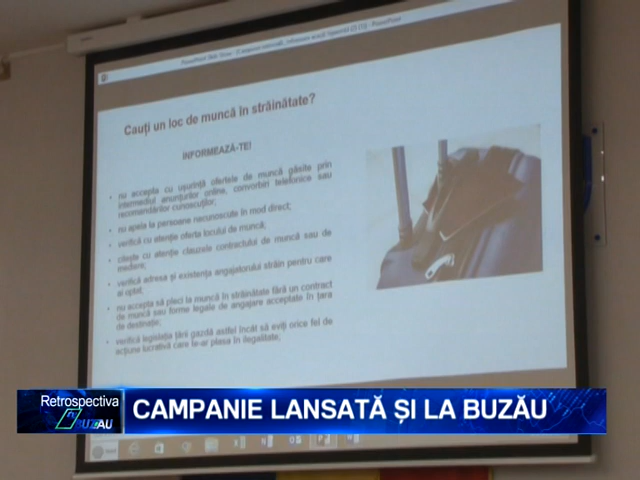 Cauți un loc de muncă în străinătate?
INFORMEAZĂ-TE!
nu accepta cu ușurință ofertele de muncă găsite prin
intermediul anunțurilor online, convorbiri telefonice sau
recomandărilor cunoscuților;
nu apela la persoane necunoscute în mod direct;
verifică cu atenție oferta locului de muncă;
citește cu atenție clauzele contractului de muncă sau de
mediere;
verifică adresa și existența angajatorului străin pentru care
ai optat;
nu accepta să pleci la muncă în străinătate fără un contract
de muncă sau forme legale de angajare acceptate în țara
de destinație;
verifică legislația țării gazdă astfel încât să eviți orice fel de
acțiune lucrativă care te-ar plasa în ilegalitate;
Retrospectiva
BUZAU
CAMPANIE LANSATĂ ȘI LA BUZĂU